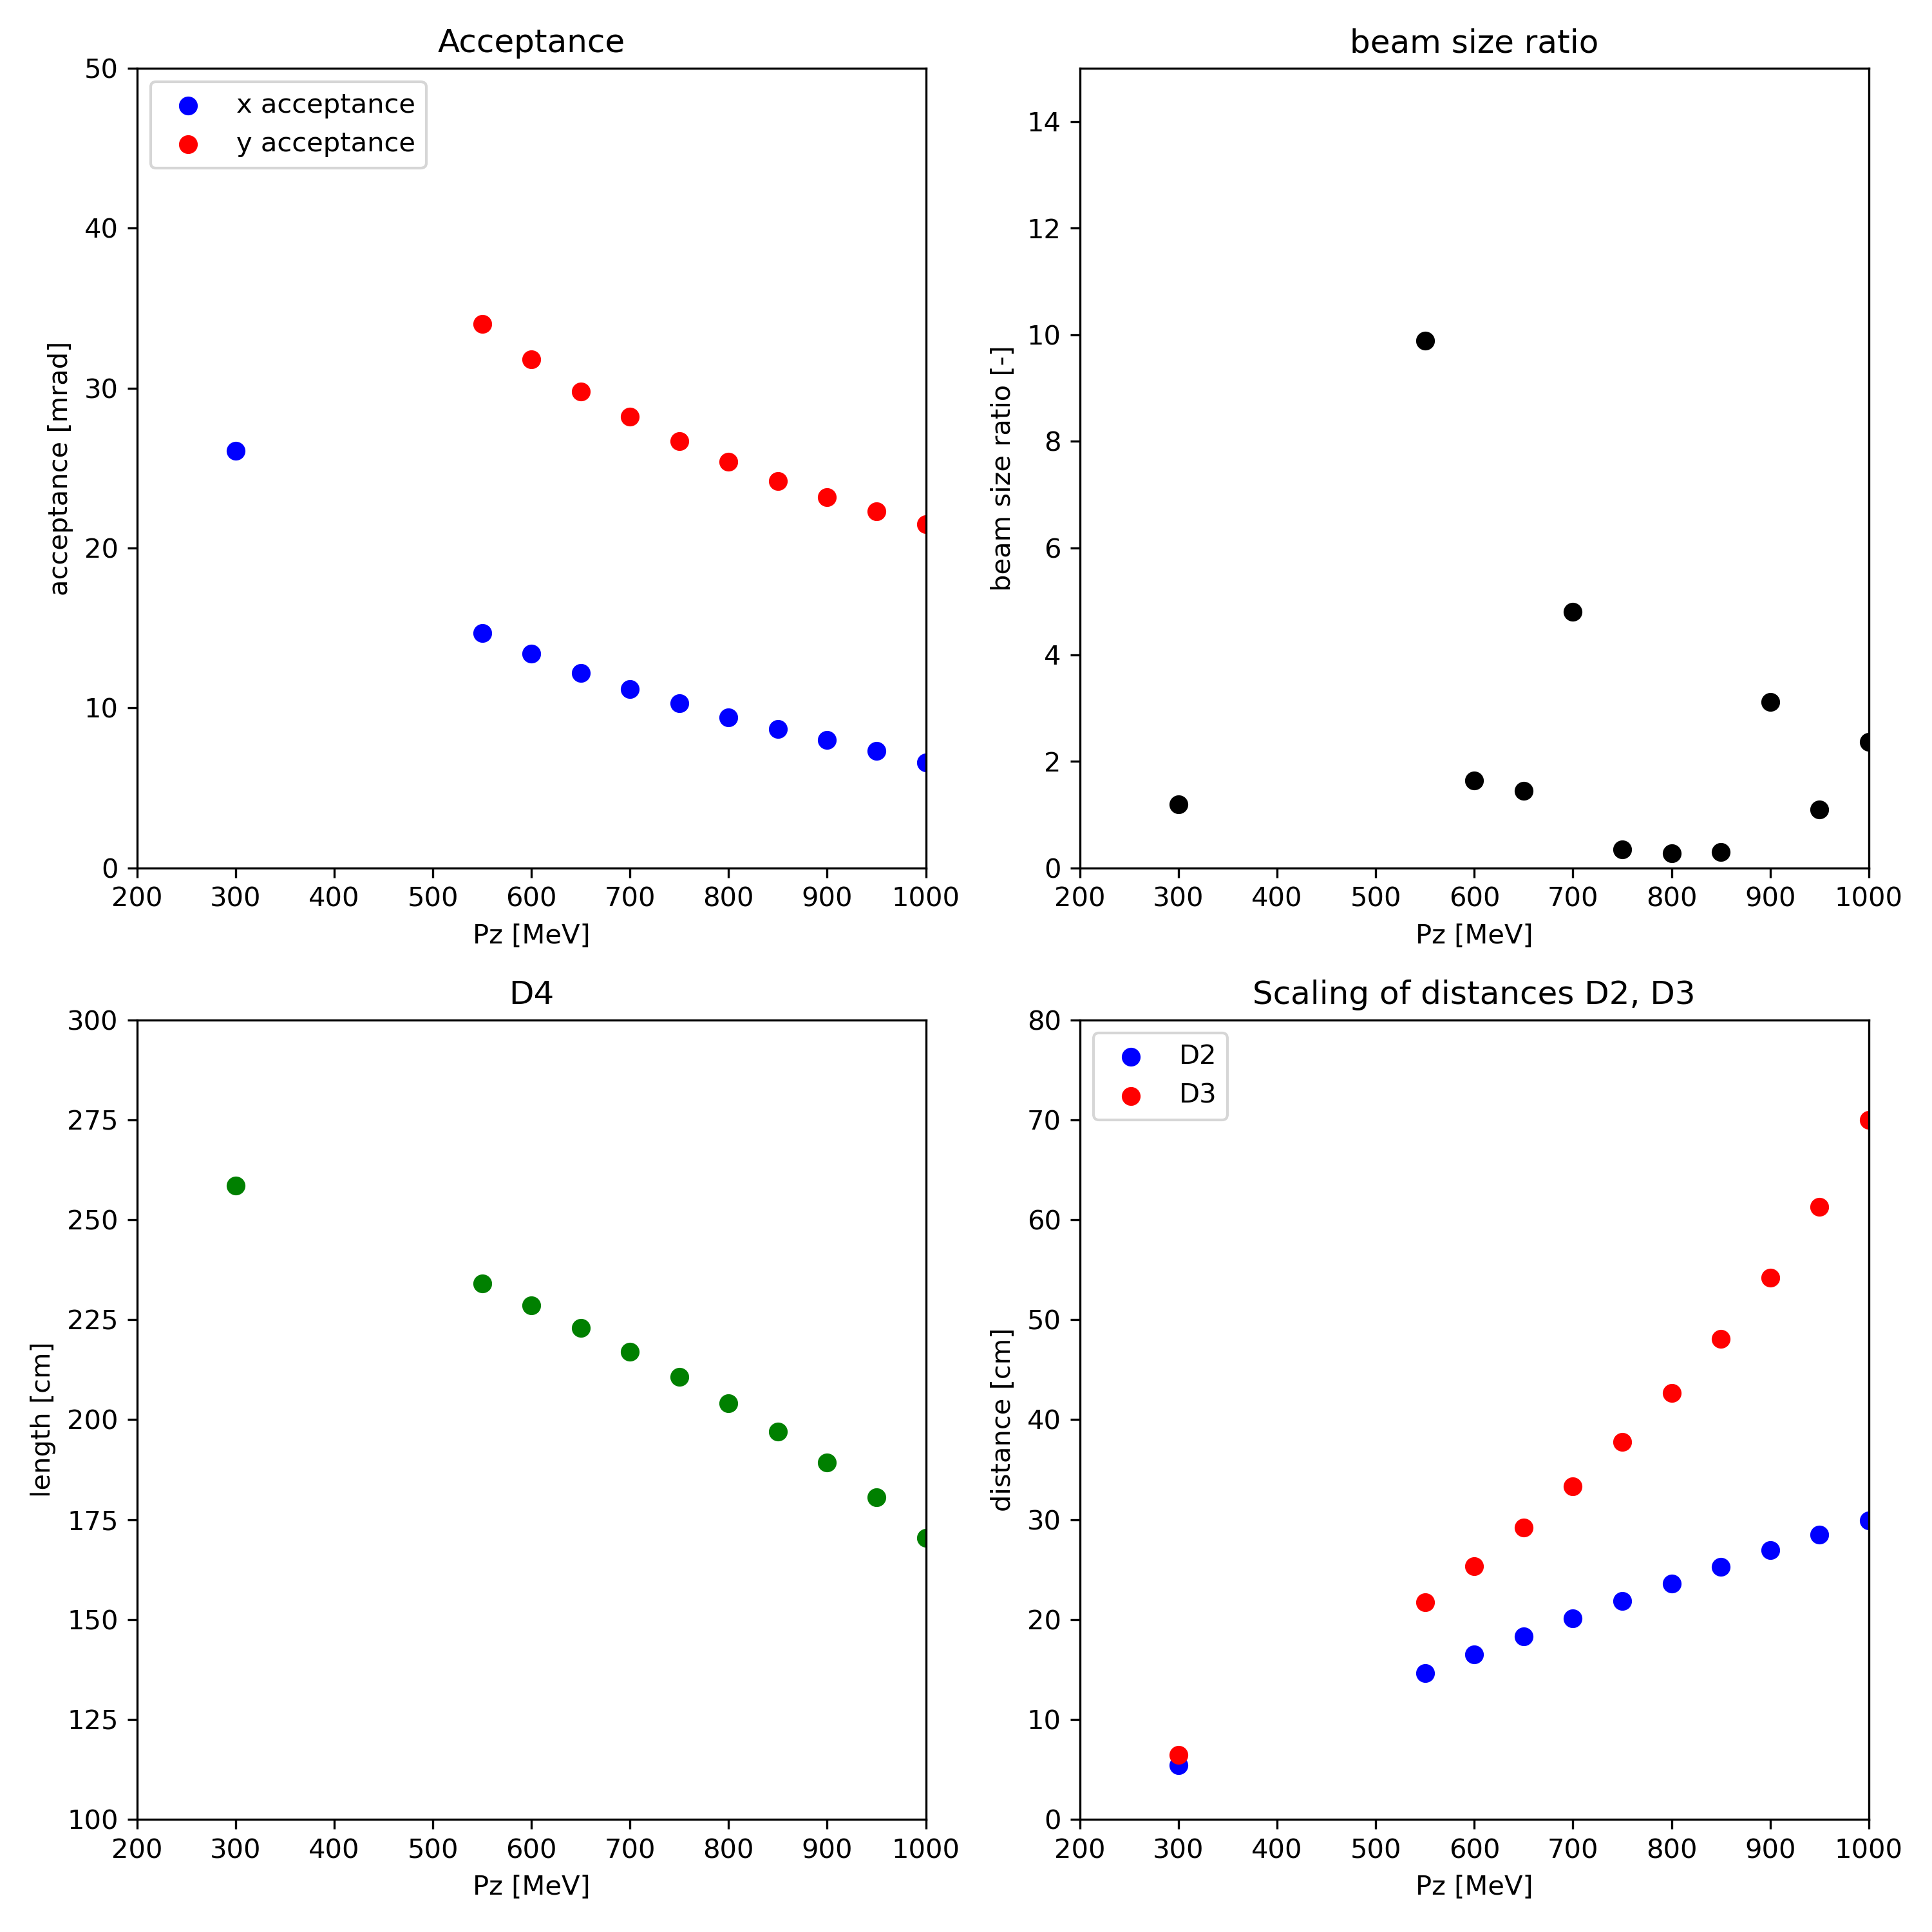 Acceptance
50
40
30
20
10
0
acceptance [mrad]
x acceptance
y acceptance
200 300 400 500 600 700 800 900 1000
Pz [MeV]
beam size ratio
14
12
10
8
6
4
2
0
beam size ratio [-]
200 300 400 500 600 700 800 900 1000
Pz [MeV]
D4
300
275
250
225
200
175
150
125
100
length [cm]
200 300 400 500 600 700 800 900 1000
Pz [MeV]
Scaling of distances D2, D3
80
70
60
50
40
30
20
10
0
distance [cm]
D2
D3
200 300 400 500 600 700 800 900 1000
Pz [MeV]